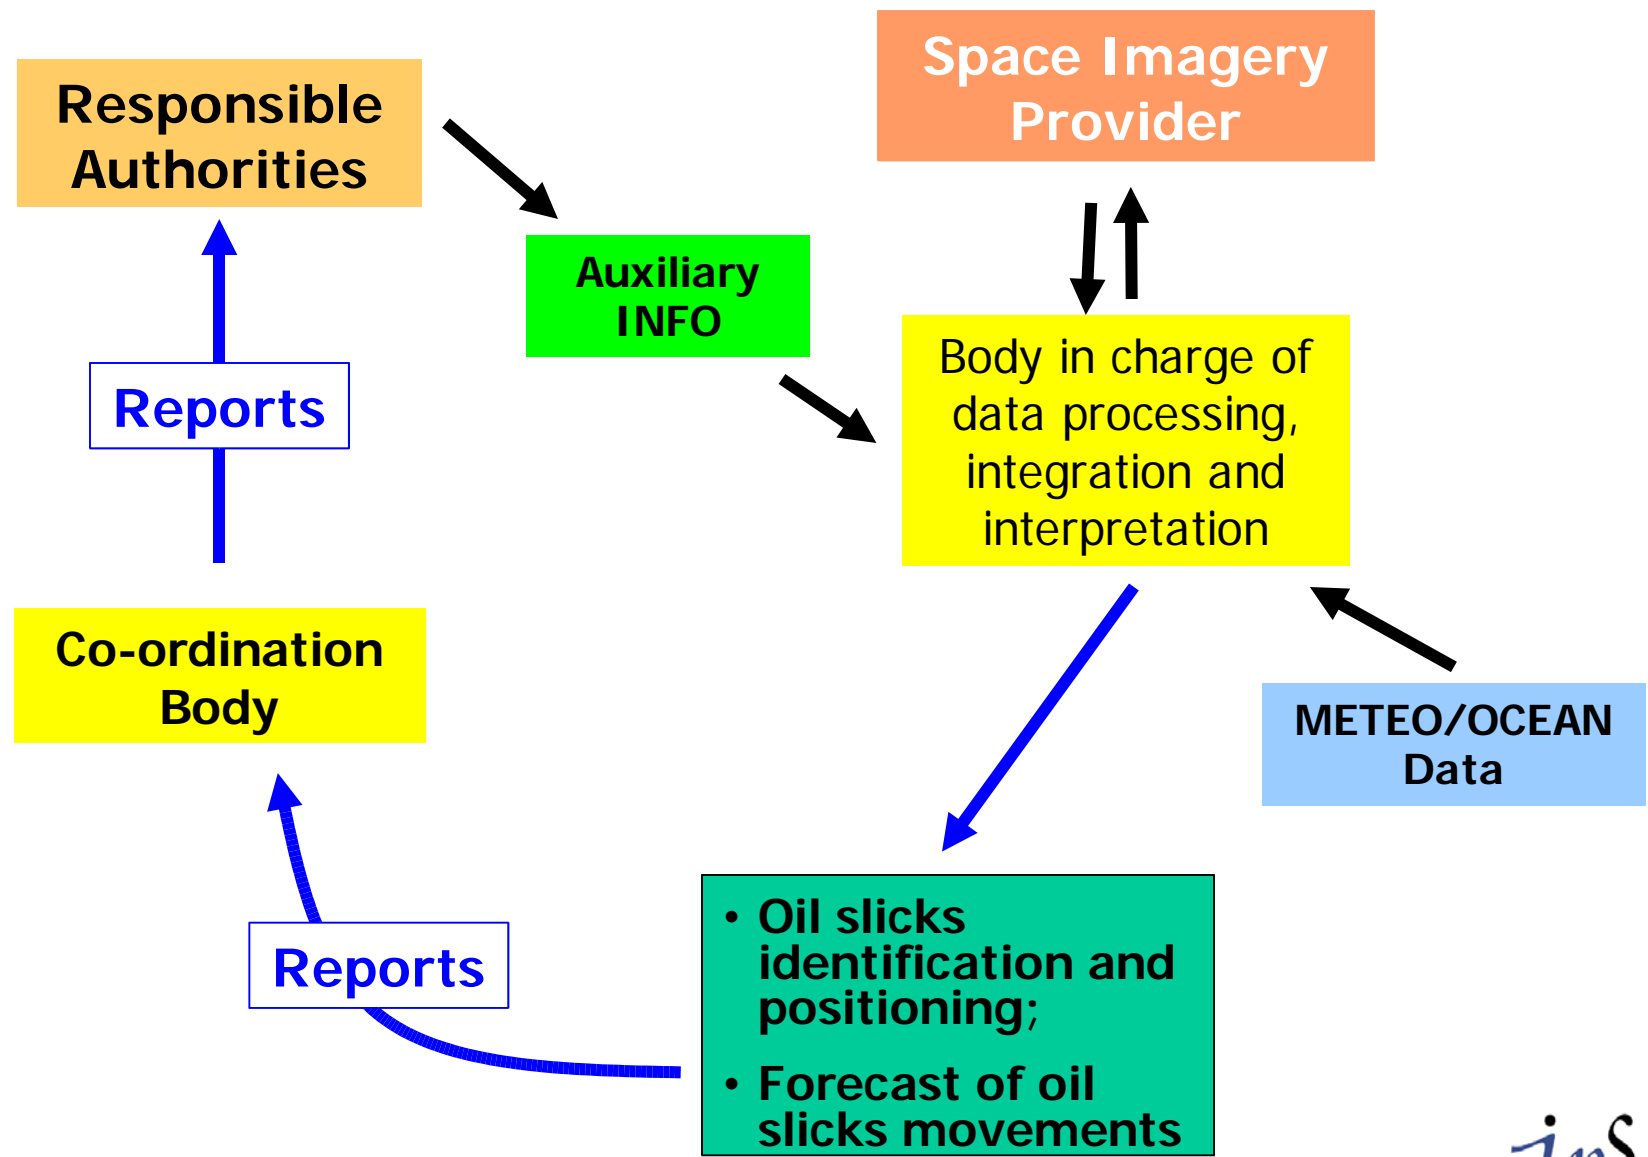 Space Imagery
Provider
Responsible
Authorities
Auxiliary
INFO
Body in charge of
data processing,
integration and
interpretation
Reports
Co-ordination
Body
METEO/OCEAN
Data
Reports
• Oil slicks
identification and
positioning;
• Forecast of oil
slicks movements